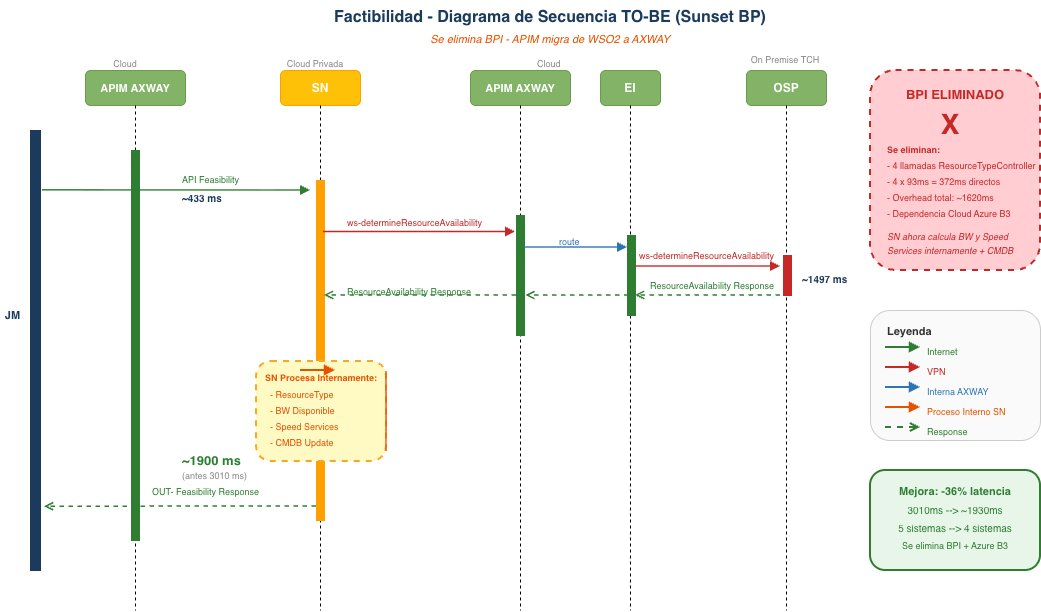 Factibilidad - Diagrama de Secuencia TO-BE (Sunset BP)
Se elimina BPI - APIM migra de WSO2 a AXWAY
Cloud
Cloud Privada
Cloud
On Premise TCH
APIM AXWAY
SN
APIM AXWAY
EI
OSP
JM
API Feasibility
~433 ms
ws-determineResourceAvailability
route
ws-determineResourceAvailability
~1497 ms
ResourceAvailability Response
ResourceAvailability Response
SN Procesa Internamente:
- ResourceType
- BW Disponible
- Speed Services
- CMDB Update
~1900 ms
(antes 3010 ms)
OUT- Feasibility Response
BPI ELIMINADO
X
Se eliminan:
- 4 llamadas ResourceTypeController
- 4 x 93ms = 372ms directos
- Overhead total: ~1620ms
- Dependencia Cloud Azure B3
SN ahora calcula BW y Speed
Services internamente + CMDB
Leyenda
Internet
VPN
Interna AXWAY
Proceso Interno SN
Response
Mejora: -36% latencia
3010ms --> ~1930ms
5 sistemas --> 4 sistemas
Se elimina BPI + Azure B3